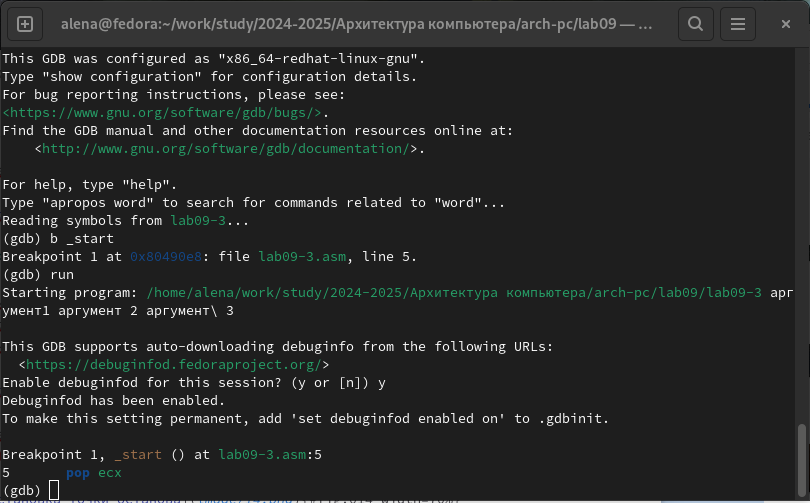 alena@fedora:~/work/study/2024-2025/Архитектура компьютера/arch-pc/lab09 — ...
This GDB was configured as "x86_64-redhat-linux-gnu".
Type "show configuration" for configuration details.
For bug reporting instructions, please see:
<https://www.gnu.org/software/gdb/bugs/>.
Find the GDB manual and other documentation resources online at:
<http://www.gnu.org/software/gdb/documentation/>.
For help, type "help".
Type "apropos word" to search for commands related to "word"...
Reading symbols from lab09-3...
(gdb) b _start
Breakpoint 1 at 0x80490e8: file lab09-3.asm, line 5.
(gdb) run
Starting program: /home/alena/work/study/2024-2025/Архитектура компьютера/arch-pc/lab09/lab09-3 арг
умент1 аргумент 2 аргумент\ 3
This GDB supports auto-downloading debuginfo from the following URLs:
<https://debuginfod.fedoraproject.org/>
Enable debuginfod for this session? (y or [n]) y
Debuginfod has been enabled.
To make this setting permanent, add 'set debuginfod enabled on' to .gdbinit.
Breakpoint 1, _start () at lab09-3.asm:5
5 pop ecx
(gdb)